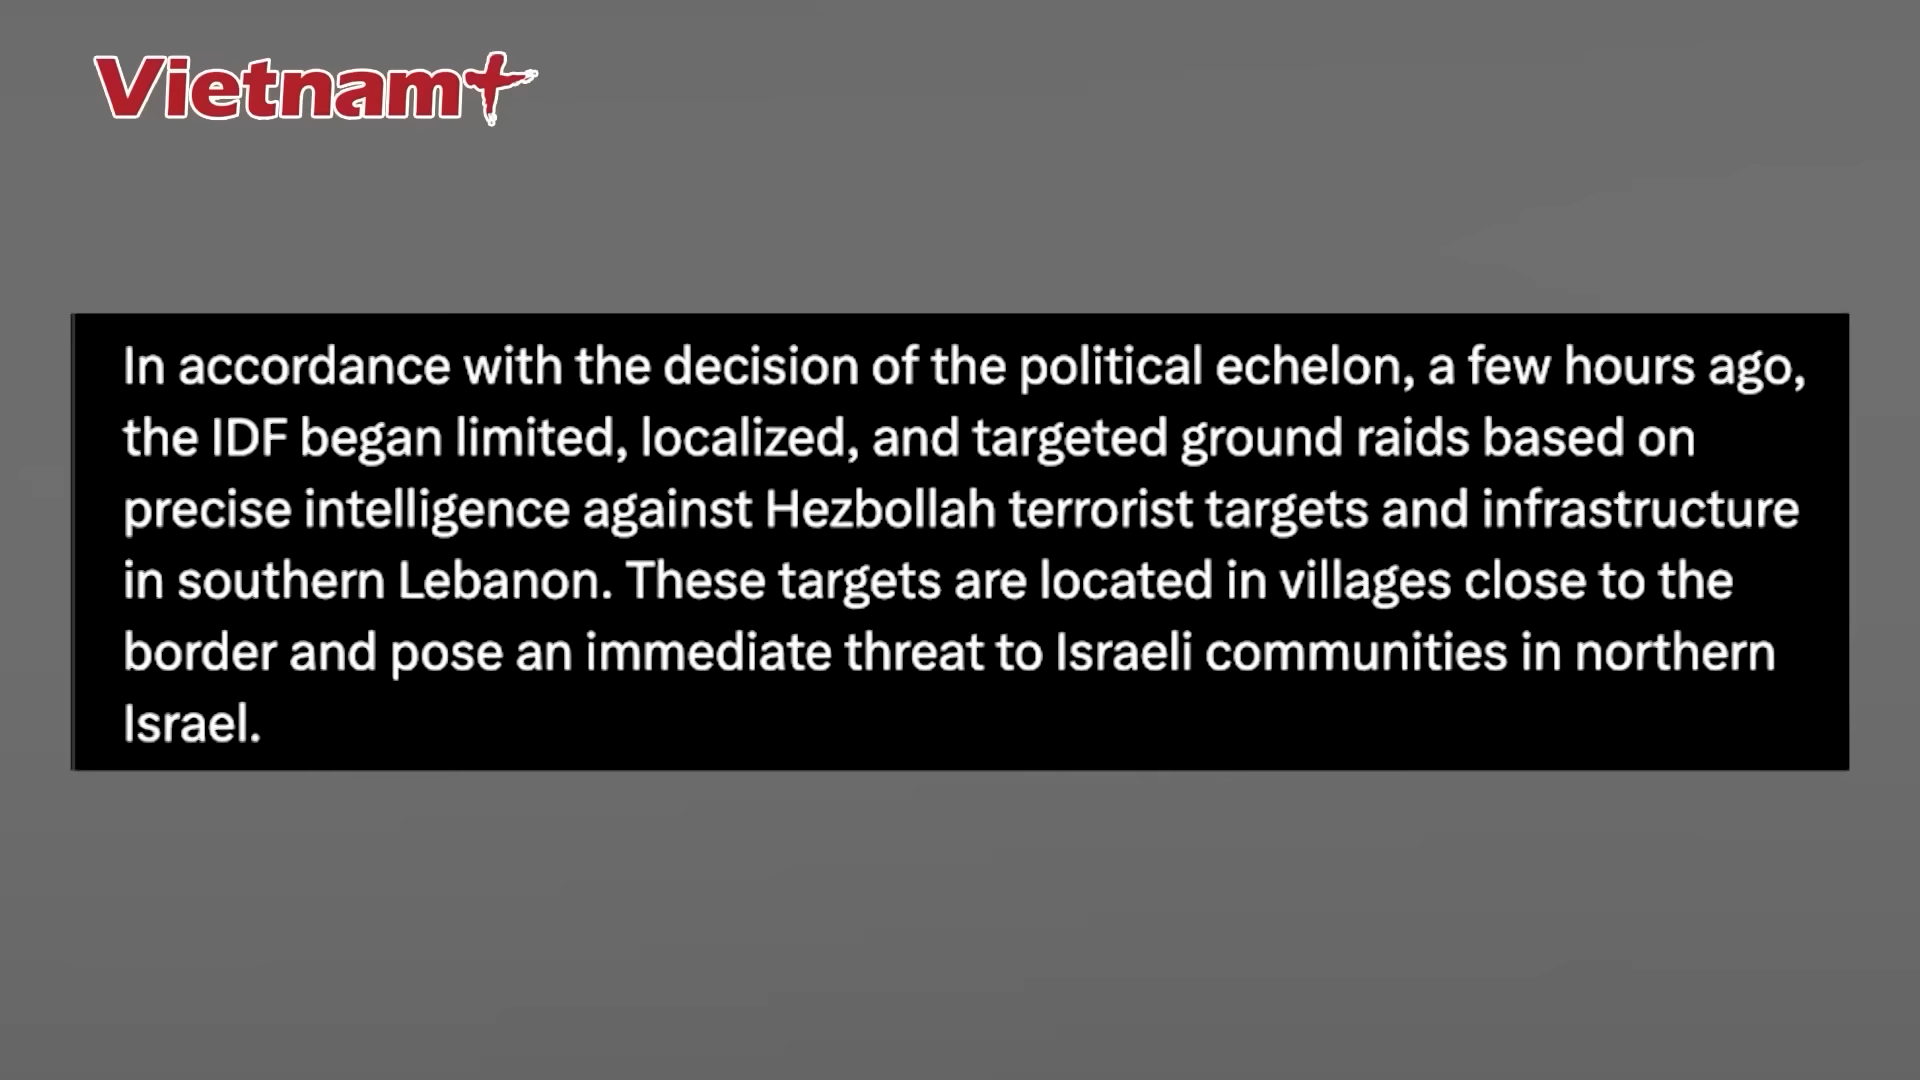 Vietnam+
In accordance with the decision of the political echelon, a few hours ago,
the IDF began limited, localized, and targeted ground raids based on
precise intelligence against Hezbollah terrorist targets and infrastructure
in southern Lebanon. These targets are located in villages close to the
border and pose an immediate threat to Israeli communities in northern
Israel.